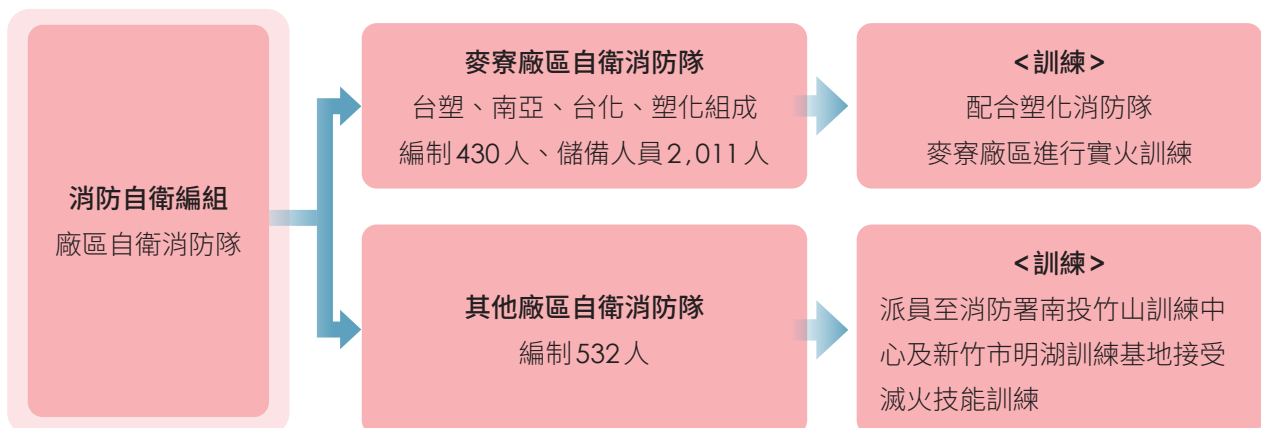 消防自衛編組
廠區自衛消防隊
麥寮廠區自衛消防隊
台塑、南亞、台化、塑化組成
編制430人、儲備人員2,011人
<訓練>
配合塑化消防隊
麥寮廠區進行實火訓練
其他廠區自衛消防隊
編制532人
<訓練>
派員至消防署南投竹山訓練中
心及新竹市明湖訓練基地接受
滅火技能訓練